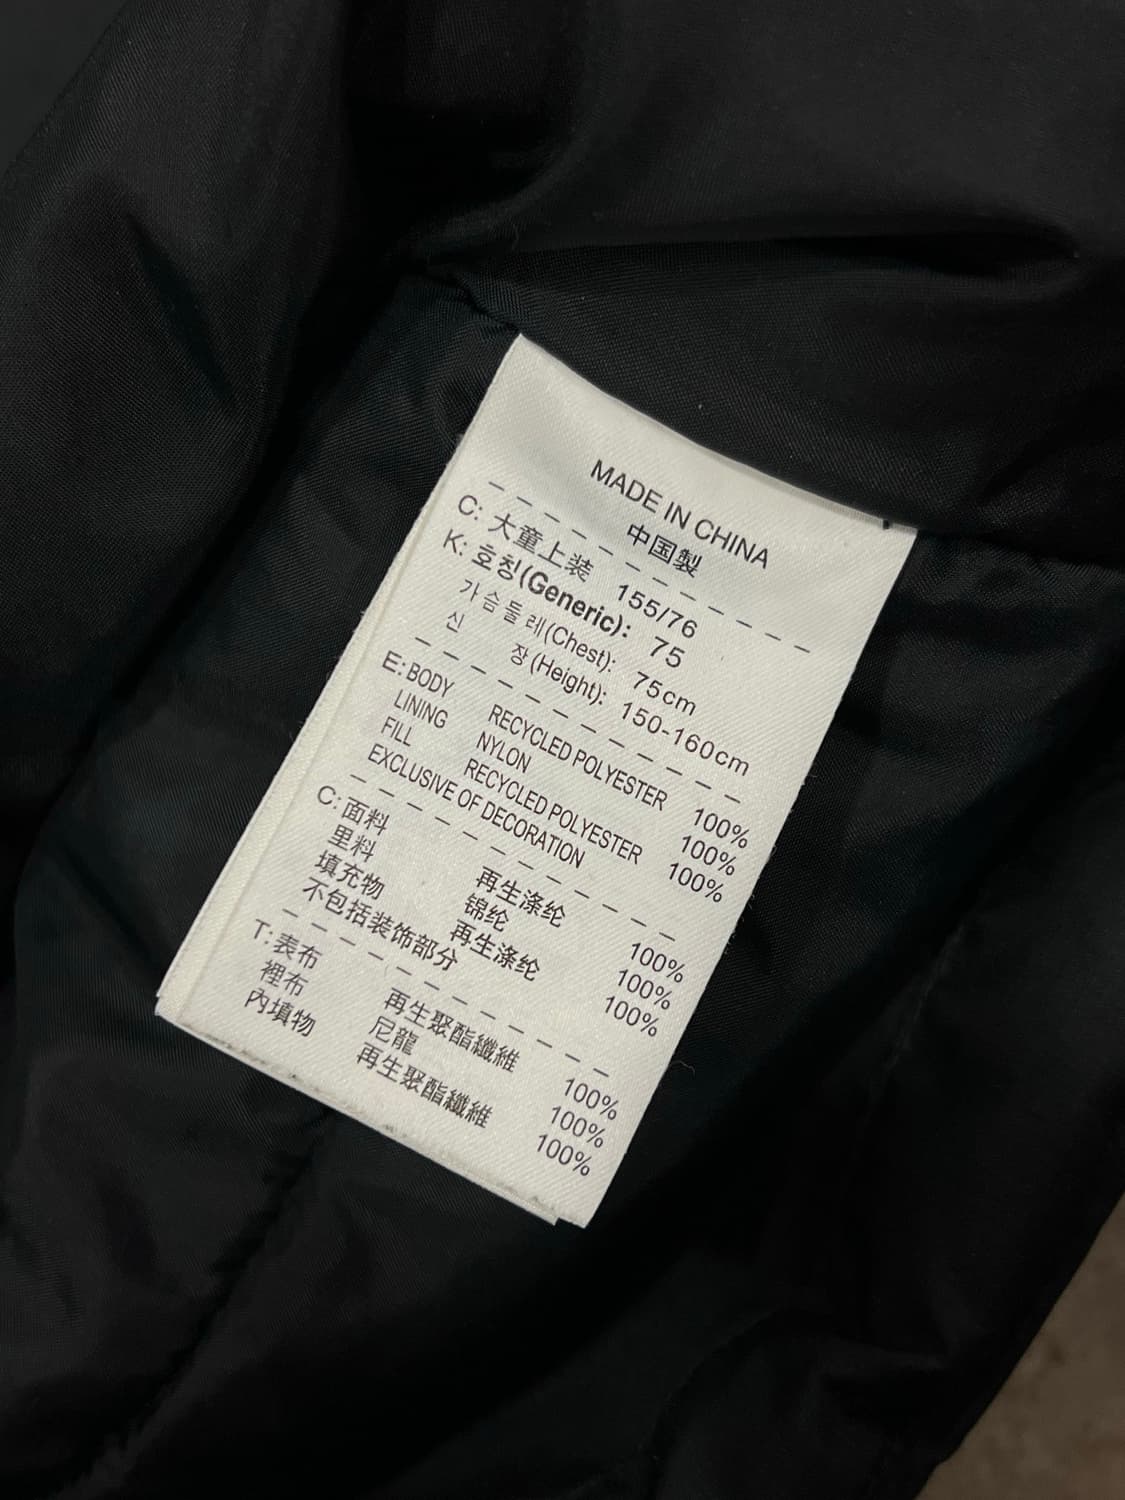 MADE IN CHINA
中国製
C: 大童上装 155/76
K: 호칭(Generic): 75
가슴둘레(Chest): 75cm
신 장(Height): 150-160cm
E: BODY RECYCLED POLYESTER 100%
LINING NYLON 100%
FILL RECYCLED POLYESTER 100%
EXCLUSIVE OF DECORATION
C: 面料 再生涤纶 100%
里料 锦纶 100%
填充物 再生涤纶 100%
不包括装饰部分
T: 表布 再生聚酯纖維 100%
裡布 尼龍 100%
內填物 再生聚酯纖維 100%